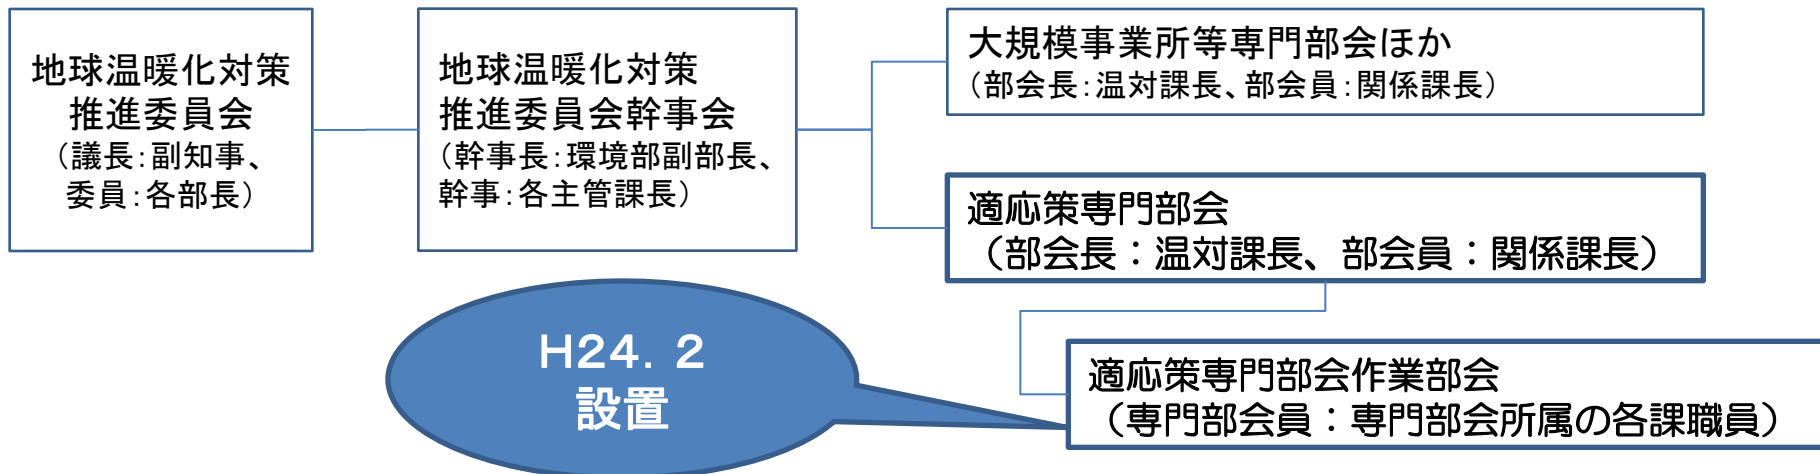 地球温暖化対策
推進委員会
（議長：副知事、
委員：各部長）
地球温暖化対策
推進委員会幹事会
（幹事長：環境部副部長、
幹事：各主管課長）
大規模事業所等専門部会ほか
（部会長：温対課長、部会員：関係課長）
適応策専門部会
（部会長：温対課長、部会員：関係課長）
H24．2
設置
適応策専門部会作業部会
（専門部会員：専門部会所属の各課職員）